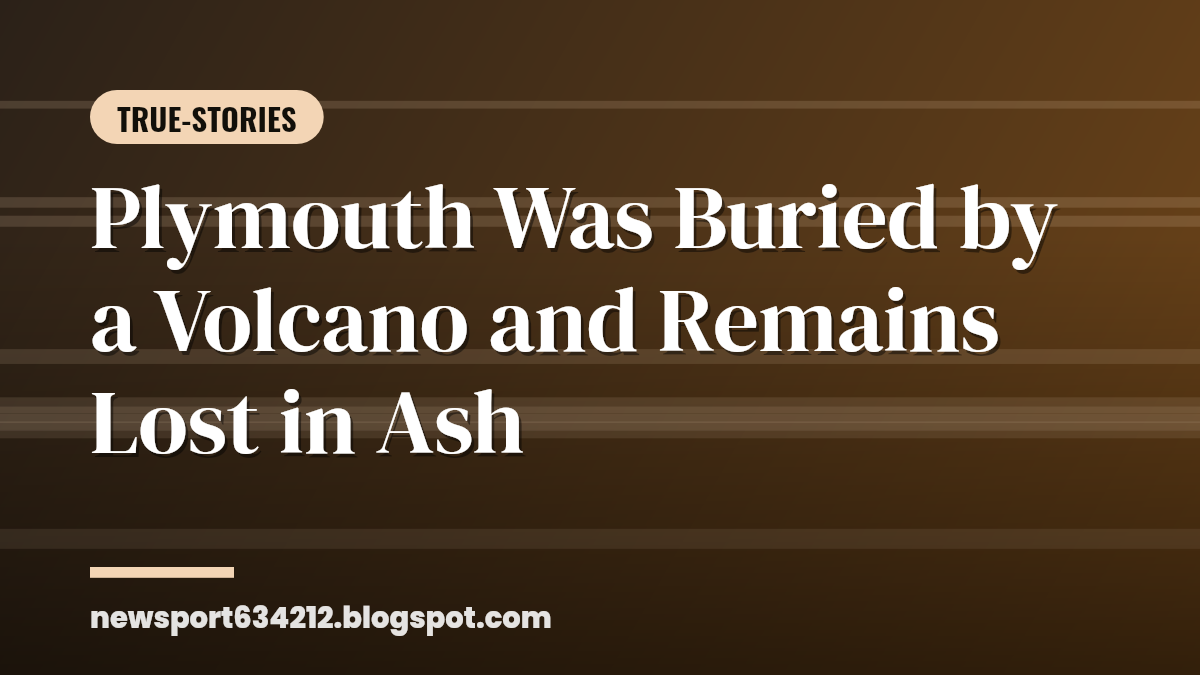 TRUE-STORIES
Plymouth Was Buried by
a Volcano and Remains
Lost in Ash
newsport634212.blogspot.com